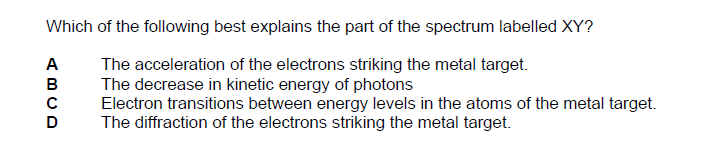 Which of the following best explains the part of the spectrum labelled XY?
A The acceleration of the electrons striking the metal target.
B The decrease in kinetic energy of photons
C Electron transitions between energy levels in the atoms of the metal target.
D The diffraction of the electrons striking the metal target.